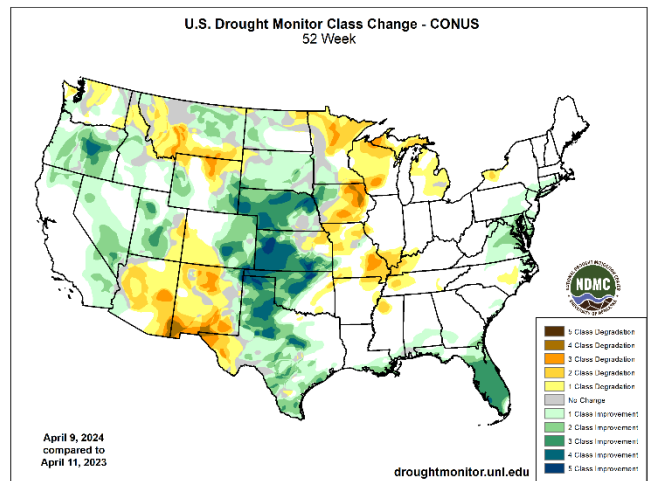 U.S. Drought Monitor Class Change - CONUS
52 Week
NDMC
5 Class Degradation
4 Class Degradation
3 Class Degradation
2 Class Degradation
1 Class Degradation
No Change
1 Class Improvement
2 Class Improvement
3 Class Improvement
4 Class Improvement
5 Class Improvement
April 9, 2024
compared to
April 11, 2023
droughtmonitor.unl.edu